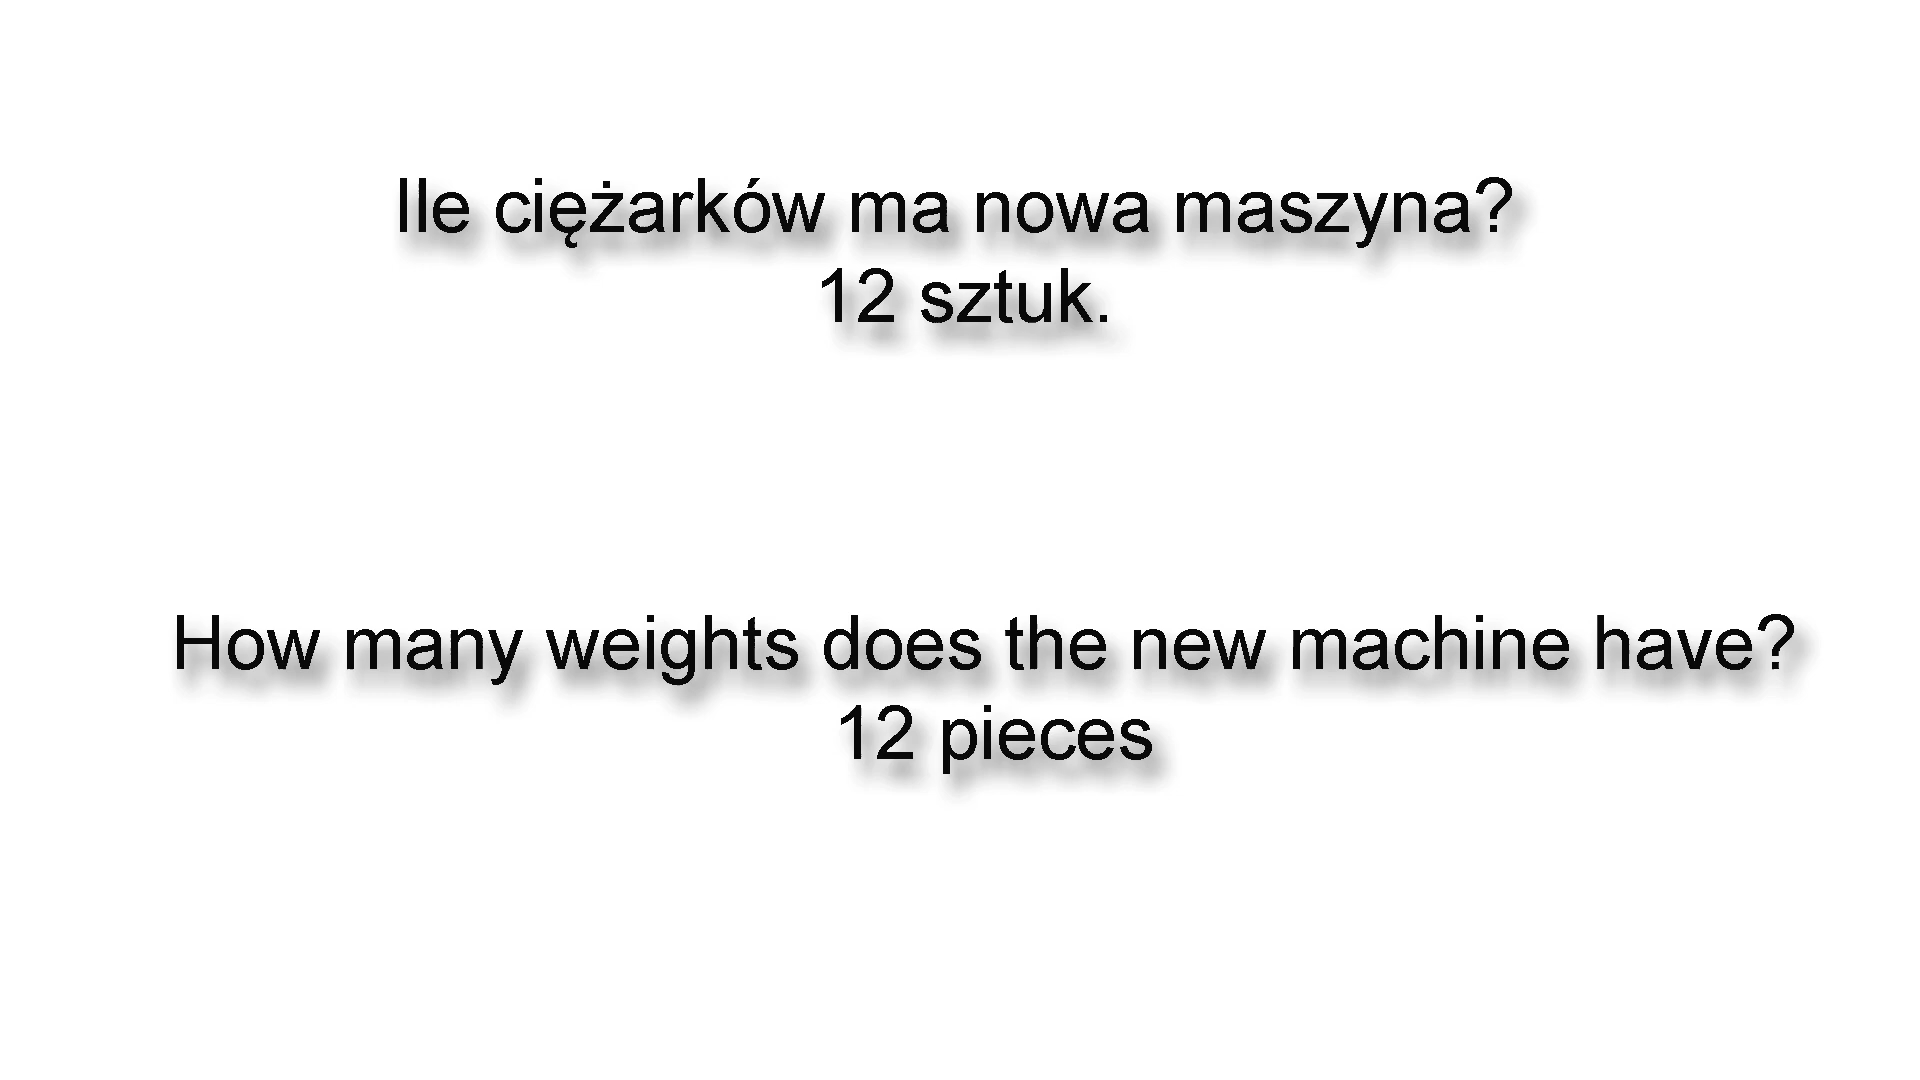 Ile ciężarków ma nowa maszyna?
12 sztuk.
How many weights does the new machine have?
12 pieces